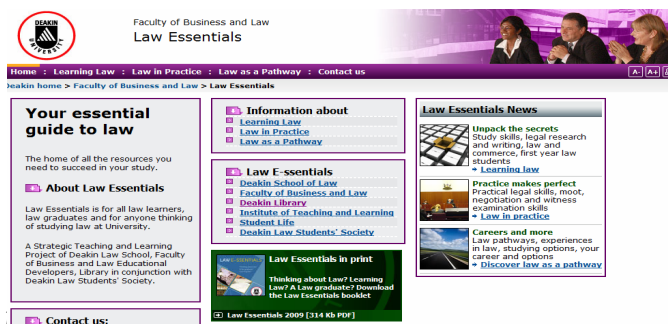 DEAKIN
UNIVERSITY
Faculty of Business and Law
Law Essentials
Home : Learning Law : Law in Practice : Law as a Pathway : Contact us
A- A+
Deakin home > Faculty of Business and Law > Law Essentials
Your essential
guide to law
The home of all the resources you
need to succeed in your study.
About Law Essentials
Law Essentials is for all law learners,
law graduates and for anyone thinking
of studying law at University.
A Strategic Teaching and Learning
Project of Deakin Law School, Faculty
of Business and Law Educational
Developers, Library in conjunction with
Deakin Law Students' Society.
Contact us:
Information about
Learning Law
Law in Practice
Law as a Pathway
Law E-ssentials
Deakin School of Law
Faculty of Business and Law
Deakin Library
Institute of Teaching and Learning
Student Life
Deakin Law Students' Society
LAW E-SSENTIALS
Law Essentials in print
Thinking about Law? Learning
Law? A Law graduate? Download
the Law Essentials booklet
Law Essentials 2009 [314 Kb PDF]
Law Essentials News
Unpack the secrets
Study skills, legal research
and writing, law and
commerce, first year law
students
Learning law
Practice makes perfect
Practical legal skills, moot,
negotiation and witness
examination skills
Law in practice
Careers and more
Law pathways, experiences
in law, studying options, your
career and options
Discover law as a pathway